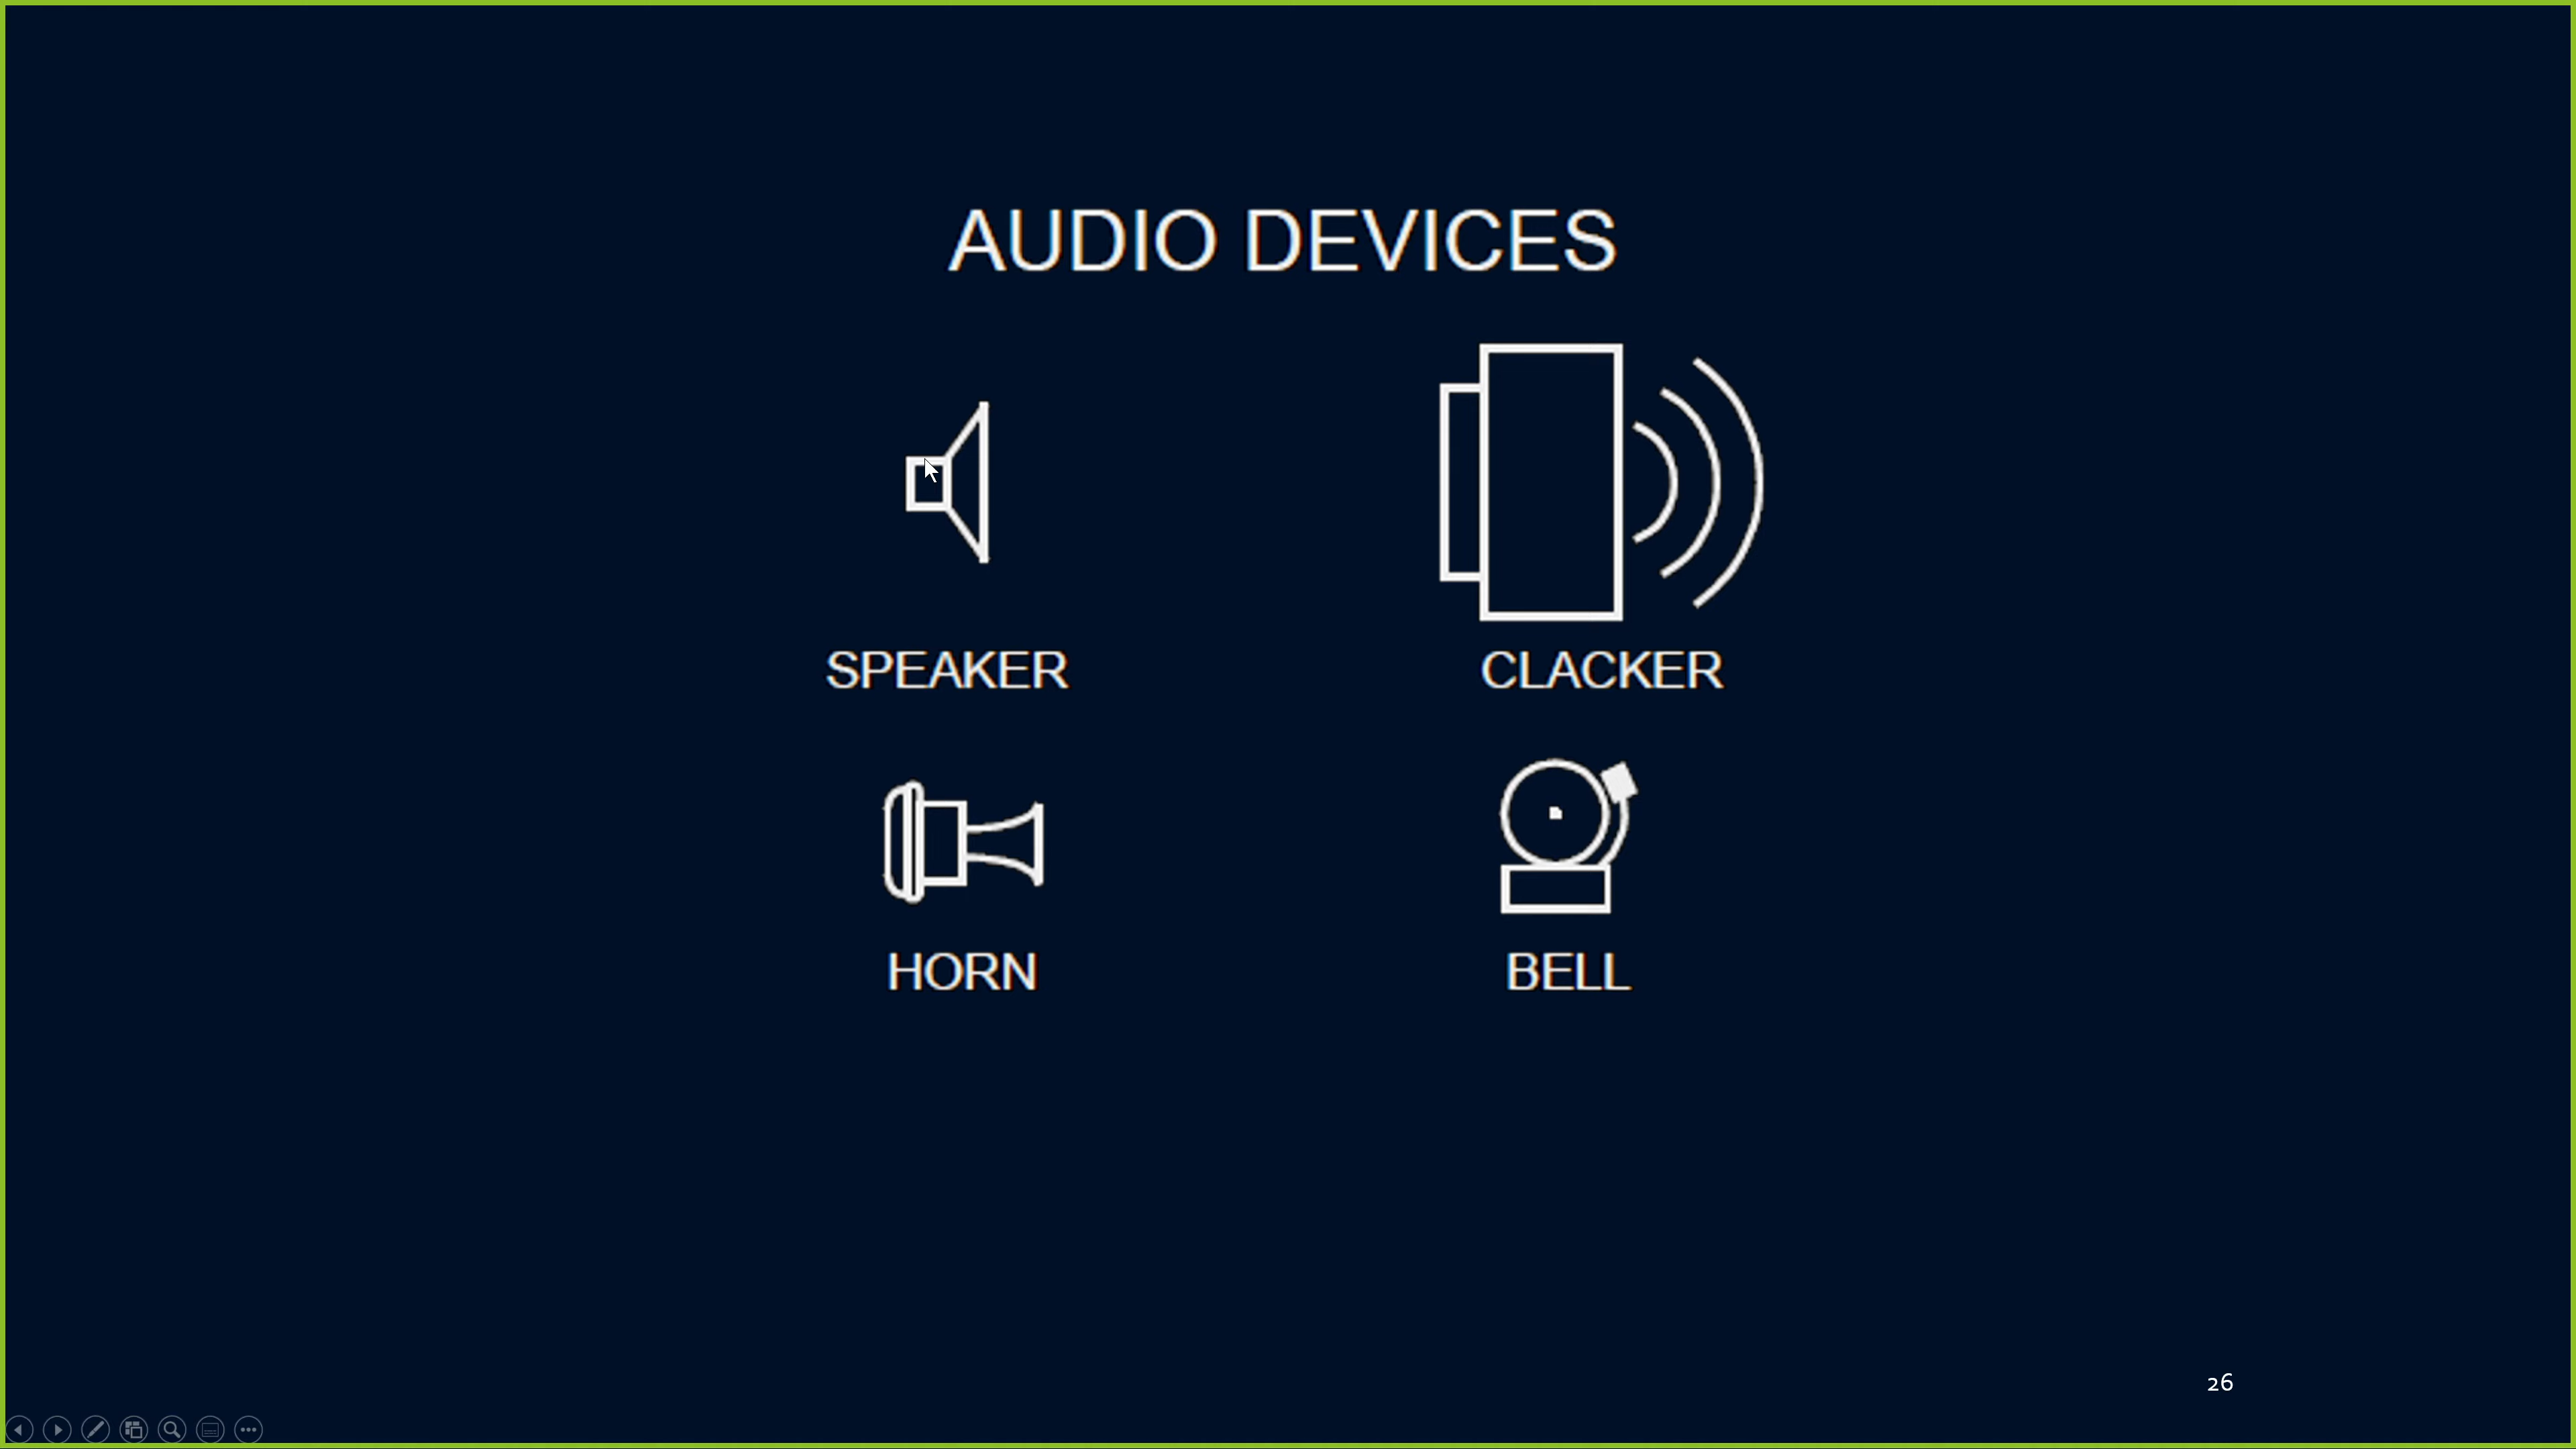 AUDIO DEVICES
SPEAKER
CLACKER
HORN
BELL
26